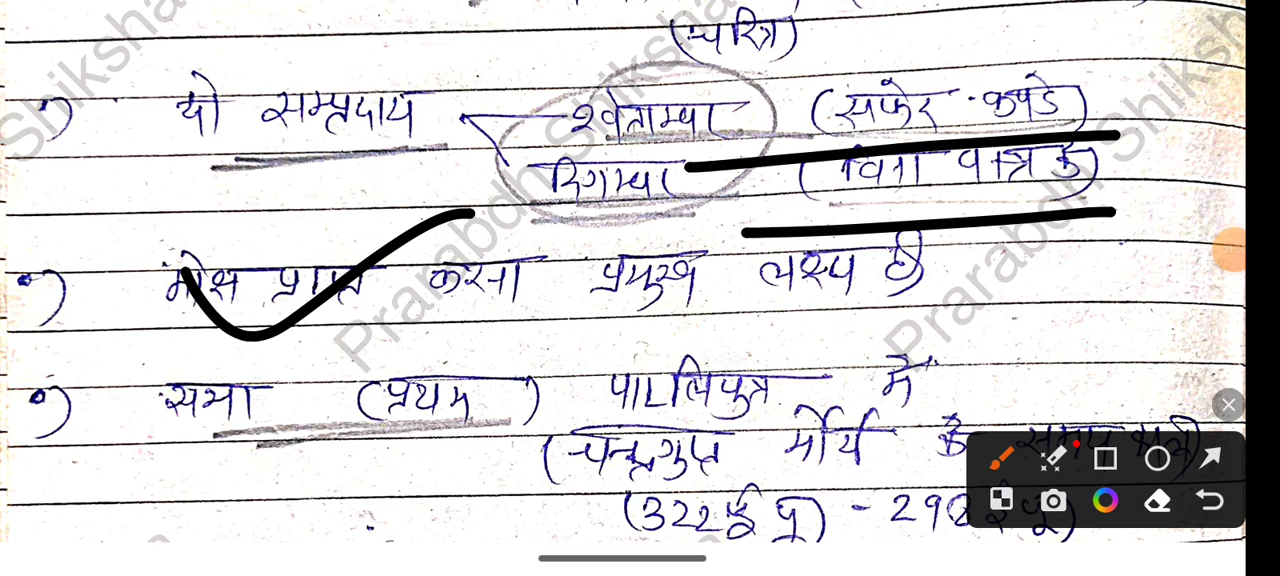 (चरित्र)
दो सम्प्रदाय श्वेताम्बर (सफेद कपडे)
दिगम्बर (बिना वस्त्र के)
मोक्ष प्राप्त करना प्रमुख लक्ष्य है
सभा (प्रथम) पाटलिपुत्र में
(चन्द्रगुप्त मौर्य के समय
(322 ई पू) - 298 ई पू)
Prarabdh Shiksha